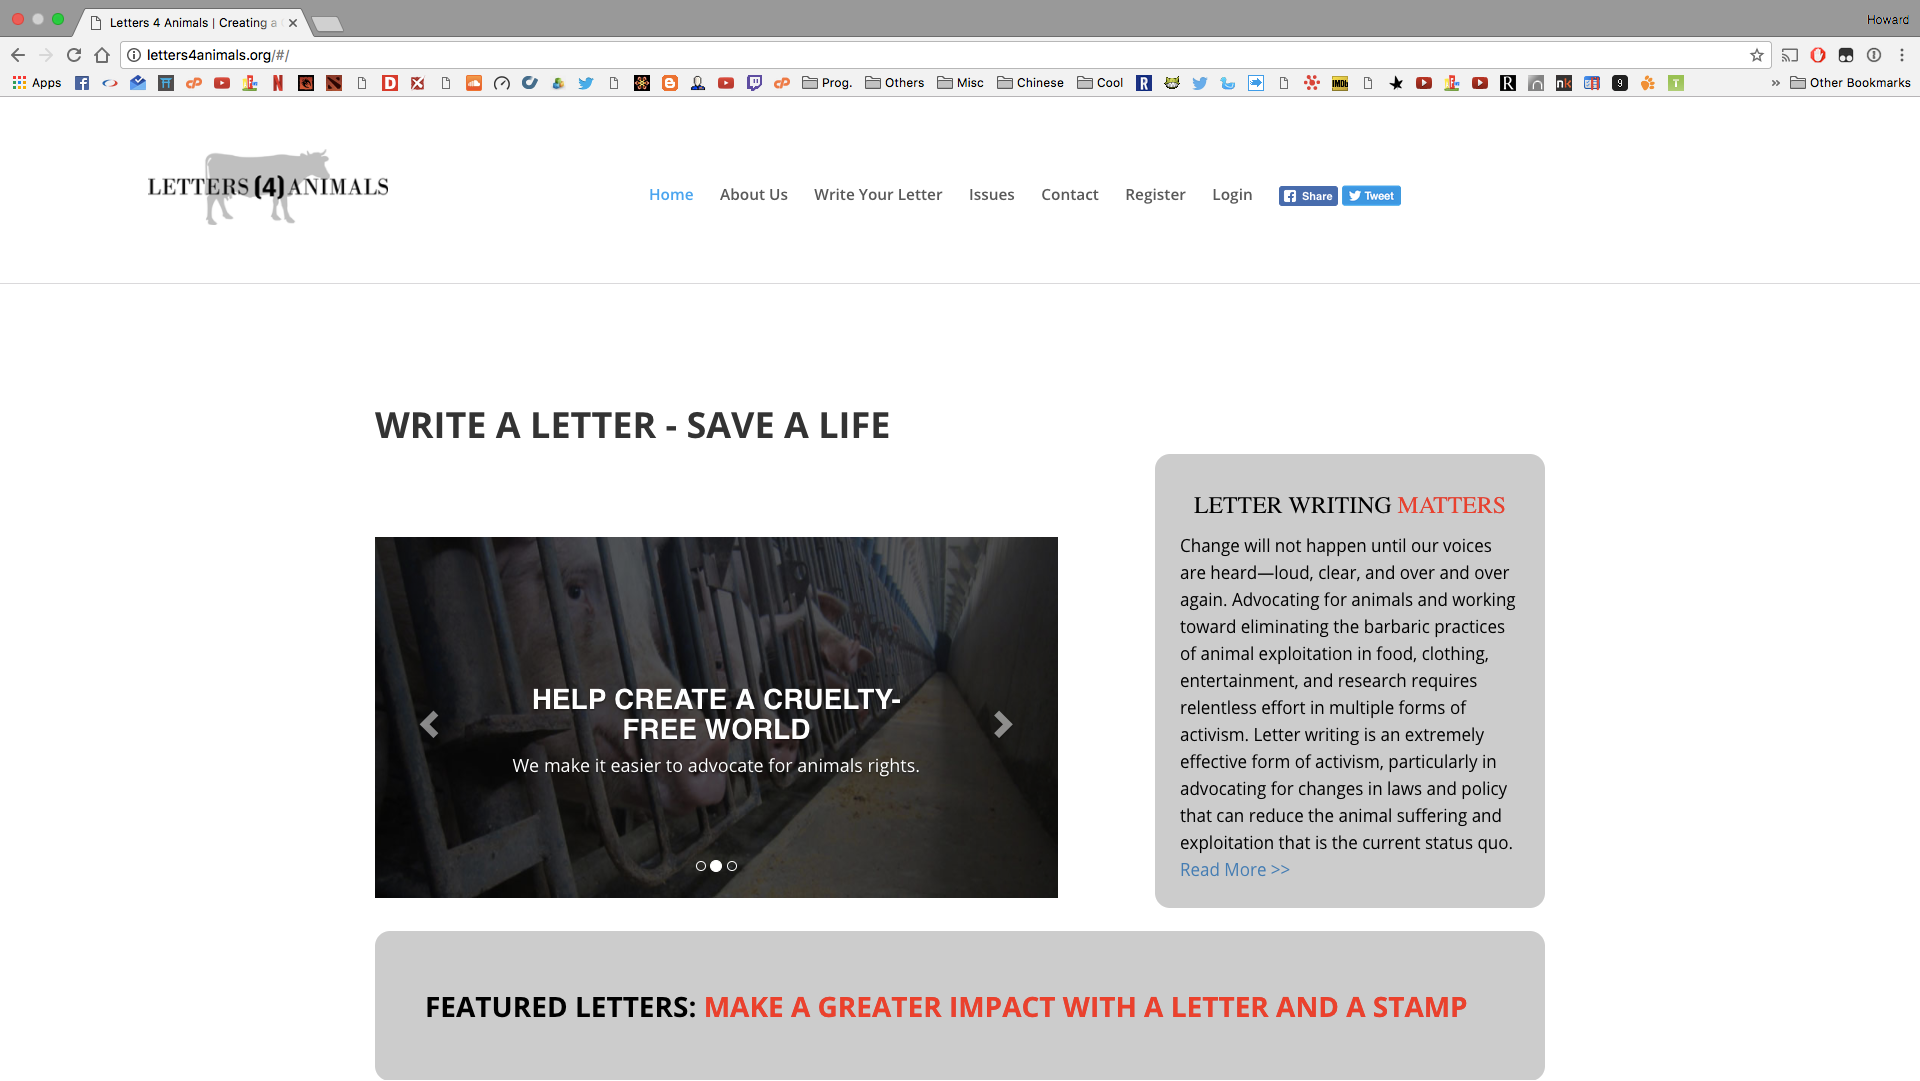 Letters 4 Animals | Creating a
Howard
letters4animals.org/#/
Apps
Prog.
Others
Misc
Chinese
Cool
IMDb
nk
9
T
» Other Bookmarks
LETTERS (4) ANIMALS
Home
About Us
Write Your Letter
Issues
Contact
Register
Login
Share
Tweet
WRITE A LETTER - SAVE A LIFE
HELP CREATE A CRUELTY-
FREE WORLD
We make it easier to advocate for animals rights.
LETTER WRITING MATTERS
Change will not happen until our voices
are heard—loud, clear, and over and over
again. Advocating for animals and working
toward eliminating the barbaric practices
of animal exploitation in food, clothing,
entertainment, and research requires
relentless effort in multiple forms of
activism. Letter writing is an extremely
effective form of activism, particularly in
advocating for changes in laws and policy
that can reduce the animal suffering and
exploitation that is the current status quo.
Read More >>
FEATURED LETTERS: MAKE A GREATER IMPACT WITH A LETTER AND A STAMP